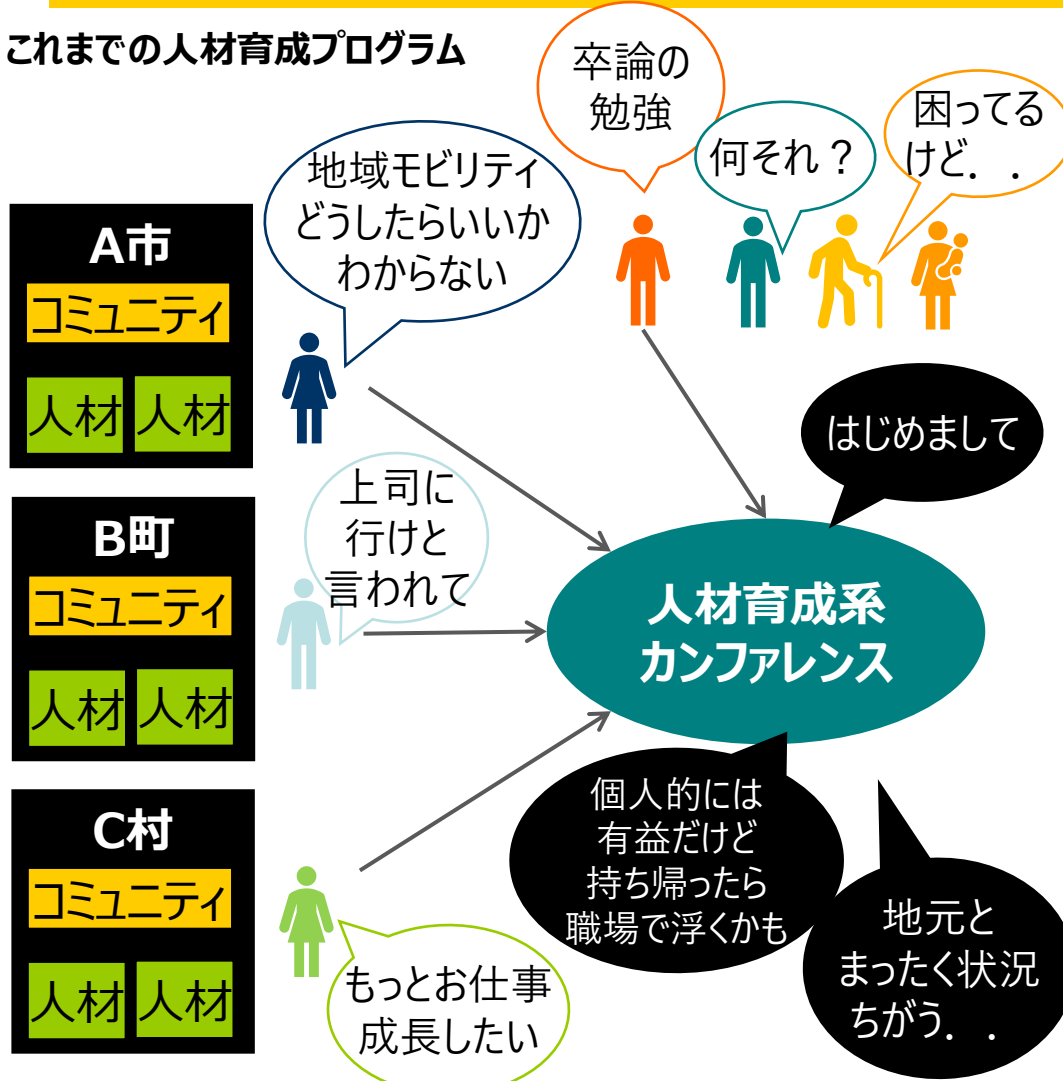 これまでの人材育成プログラム
卒論の
勉強
何それ？
困ってる
けど．．
地域モビリティ
どうしたらいいか
わからない
A市
コミュニティ
人材 人材
はじめまして
上司に
行けと
言われて
B町
コミュニティ
人材 人材
人材育成系
カンファレンス
C村
コミュニティ
人材 人材
個人的には
有益だけど
持ち帰ったら
職場で浮くかも
地元と
まったく状況
ちがう．．
もっとお仕事
成長したい